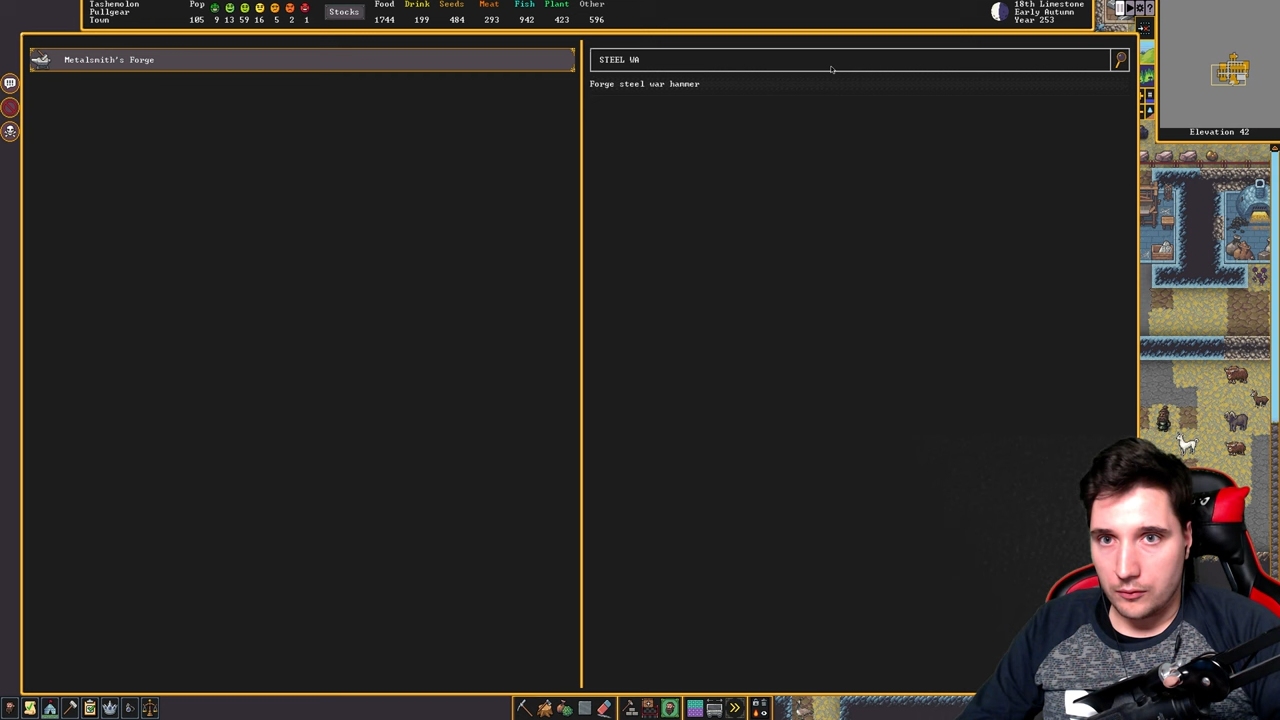 Tashemolon
Pullgear
Town
Pop
105 9 13 59 16 5 2 1
Stocks
Food Drink Seeds Meat Fish Plant Other
1744 199 484 293 942 423 596
18th Limestone
Early Autumn
Year 253
Elevation 42
Metalsmith's Forge
STEEL WA
Forge steel war hammer